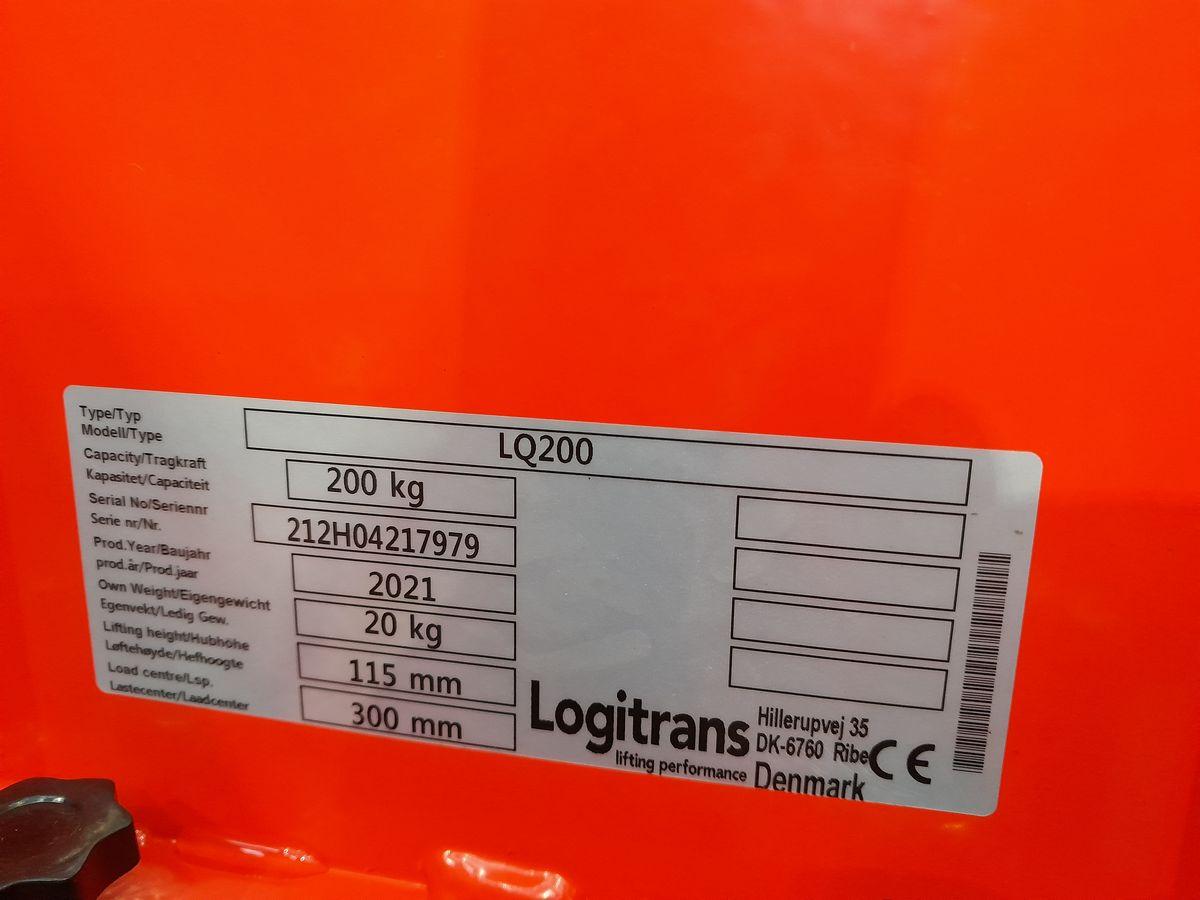 Type/Typ
Modell/Type
LQ200
Capacity/Tragkraft
Kapasitet/Capaciteit
200 kg
Serial No/Seriennr
Serie nr/Nr.
212H04217979
Prod.Year/Baujahr
prod.år/Prod.jaar
2021
Own Weight/Eigengewicht
Egenvekt/Ledig Gew.
20 kg
Lifting height/Hubhöhe
Løftehøyde/Hefhoogte
115 mm
Load centre/Lsp.
Lastecenter/Laadcenter
300 mm
Logitrans
lifting performance
Hillerupvej 35
DK-6760 Ribe
Denmark
CE